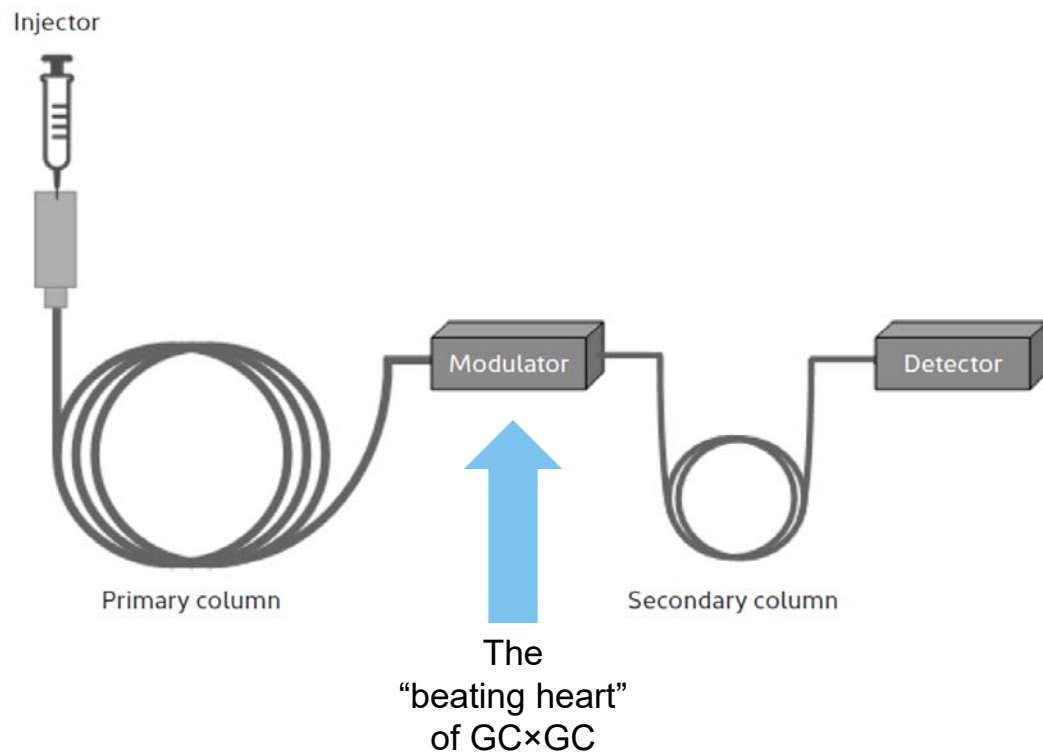 Injector
Modulator
Detector
Primary column
Secondary column
The
“beating heart”
of GC×GC